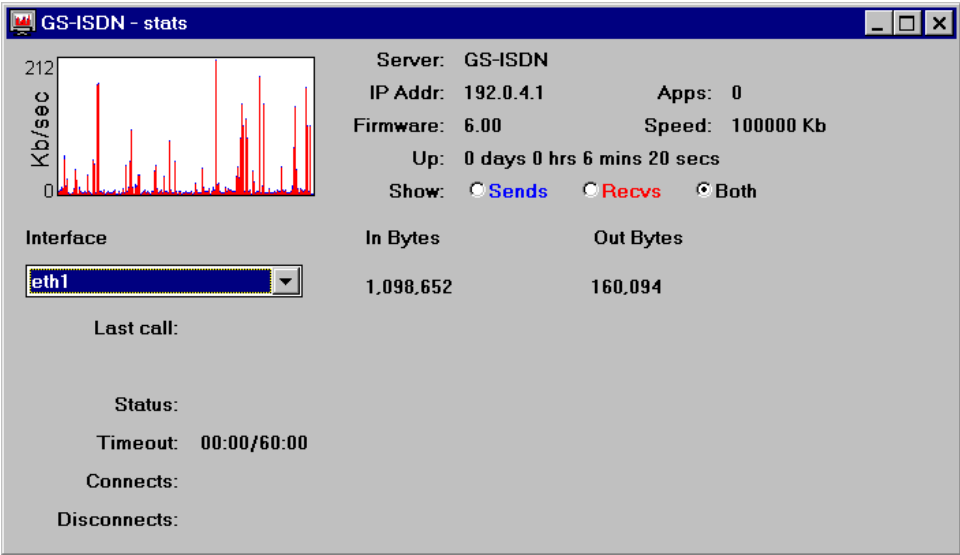 GS-ISDN - stats
212
Kb/sec
0
Server: GS-ISDN
IP Addr: 192.0.4.1 Apps: 0
Firmware: 6.00 Speed: 100000 Kb
Up: 0 days 0 hrs 6 mins 20 secs
Show: Sends Recvs Both
Interface In Bytes Out Bytes
eth1 1,098,652 160,094
Last call:
Status:
Timeout: 00:00/60:00
Connects:
Disconnects: